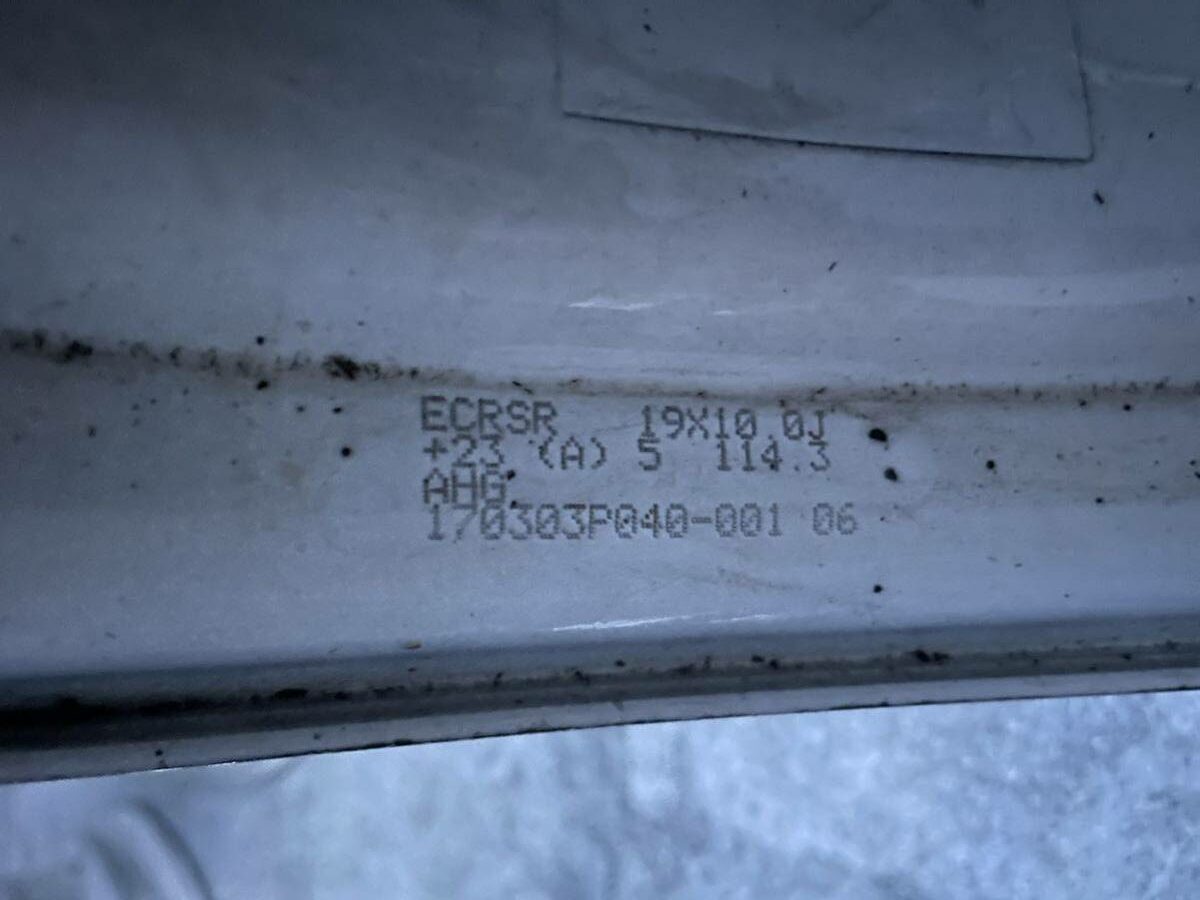 ECRSR 19X10.0J
+23 (A) 5 114.3
AHG
170303P040-001 06